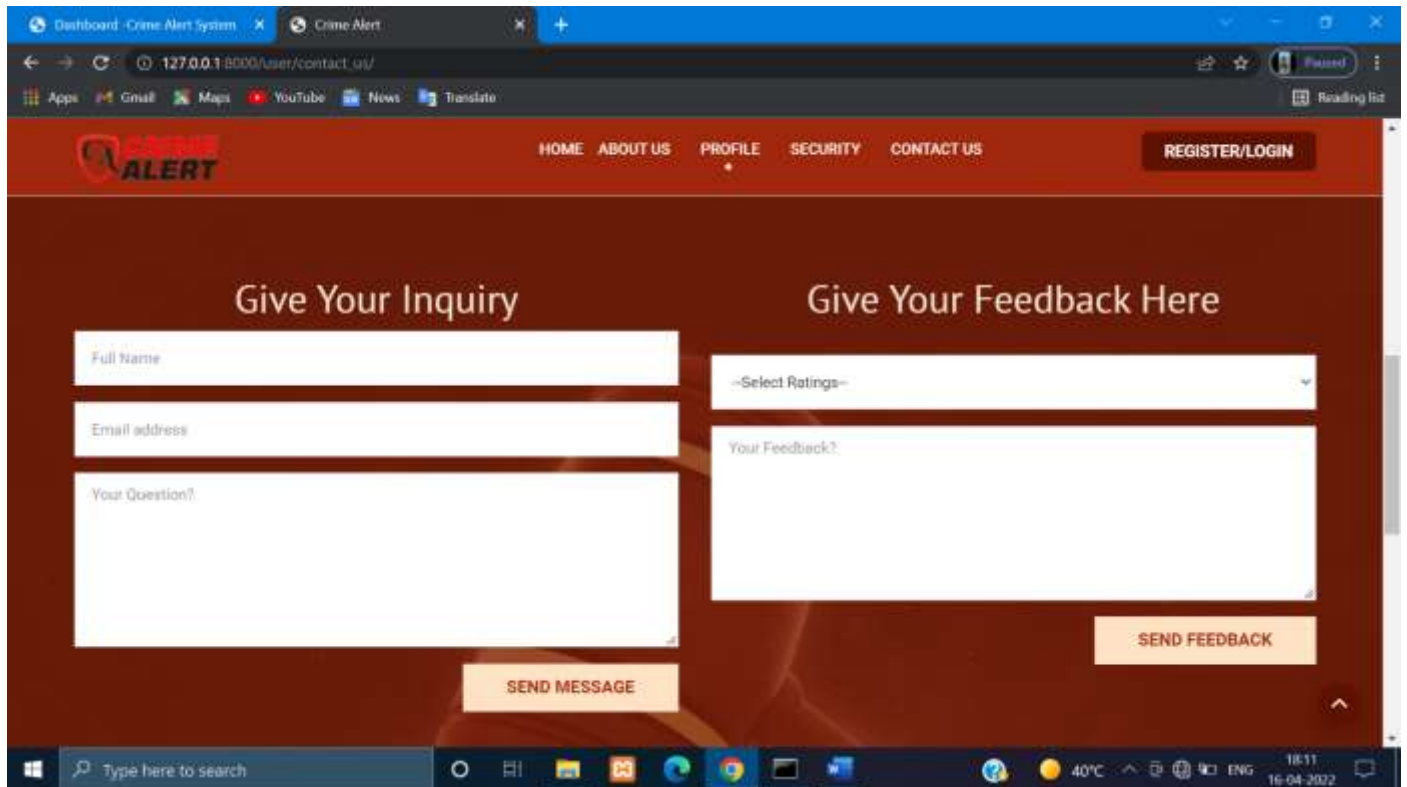 Dashboard -Crime Alert System
Crime Alert
127.0.0.1:8000/user/contact_us/
Paused
Apps
Gmail
Maps
YouTube
News
Translate
Reading list
CRIME
ALERT
HOME ABOUT US PROFILE SECURITY CONTACT US
REGISTER/LOGIN
Give Your Inquiry
Full Name
Email address
Your Question?
SEND MESSAGE
Give Your Feedback Here
--Select Ratings--
Your Feedback?
SEND FEEDBACK
Type here to search
40°C
ENG
18:11
16-04-2022